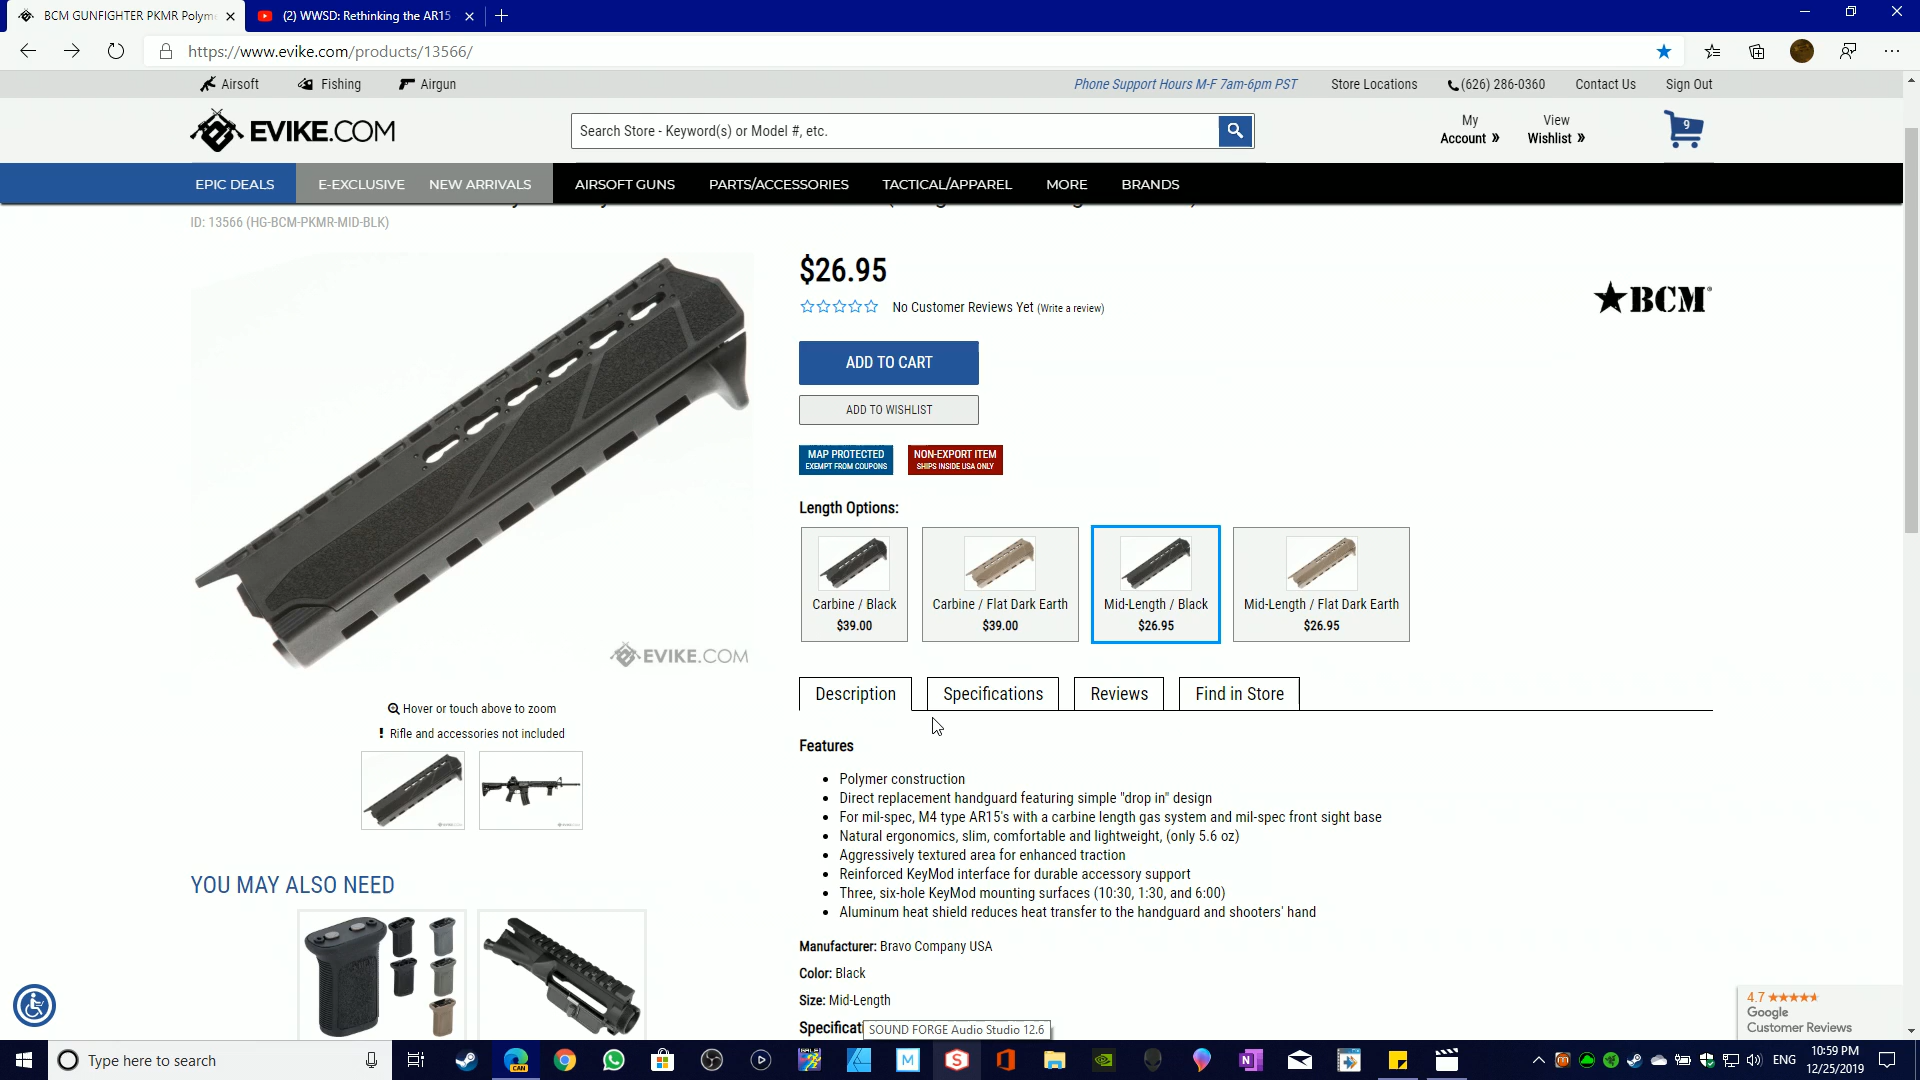 BCM GUNFIGHTER PKMR Polym
(2) WWSD: Rethinking the AR15
https://www.evike.com/products/13566/
Airsoft
Fishing
Airgun
Phone Support Hours M-F 7am-6pm PST
Store Locations
(626) 286-0360
Contact Us
Sign Out
EVIKE.COM
Search Store - Keyword(s) or Model #, etc.
My
Account »
View
Wishlist »
9
EPIC DEALS
E-EXCLUSIVE
NEW ARRIVALS
AIRSOFT GUNS
PARTS/ACCESSORIES
TACTICAL/APPAREL
MORE
BRANDS
ID: 13566 (HG-BCM-PKMR-MID-BLK)
$26.95
No Customer Reviews Yet (Write a review)
BCM
ADD TO CART
ADD TO WISHLIST
MAP PROTECTED
EXEMPT FROM COUPONS
NON-EXPORT ITEM
SHIPS INSIDE USA ONLY
Length Options:
Carbine / Black
$39.00
Carbine / Flat Dark Earth
$39.00
Mid-Length / Black
$26.95
Mid-Length / Flat Dark Earth
$26.95
EVIKE.COM
Hover or touch above to zoom
! Rifle and accessories not included
Description
Specifications
Reviews
Find in Store
Features
• Polymer construction
• Direct replacement handguard featuring simple "drop in" design
• For mil-spec, M4 type AR15's with a carbine length gas system and mil-spec front sight base
• Natural ergonomics, slim, comfortable and lightweight, (only 5.6 oz)
• Aggressively textured area for enhanced traction
• Reinforced KeyMod interface for durable accessory support
• Three, six-hole KeyMod mounting surfaces (10:30, 1:30, and 6:00)
• Aluminum heat shield reduces heat transfer to the handguard and shooters' hand
Manufacturer: Bravo Company USA
Color: Black
Size: Mid-Length
Specificat
SOUND FORGE Audio Studio 12.6
YOU MAY ALSO NEED
4.7
Google
Customer Reviews
Type here to search
CAN
ENG
10:59 PM
12/25/2019